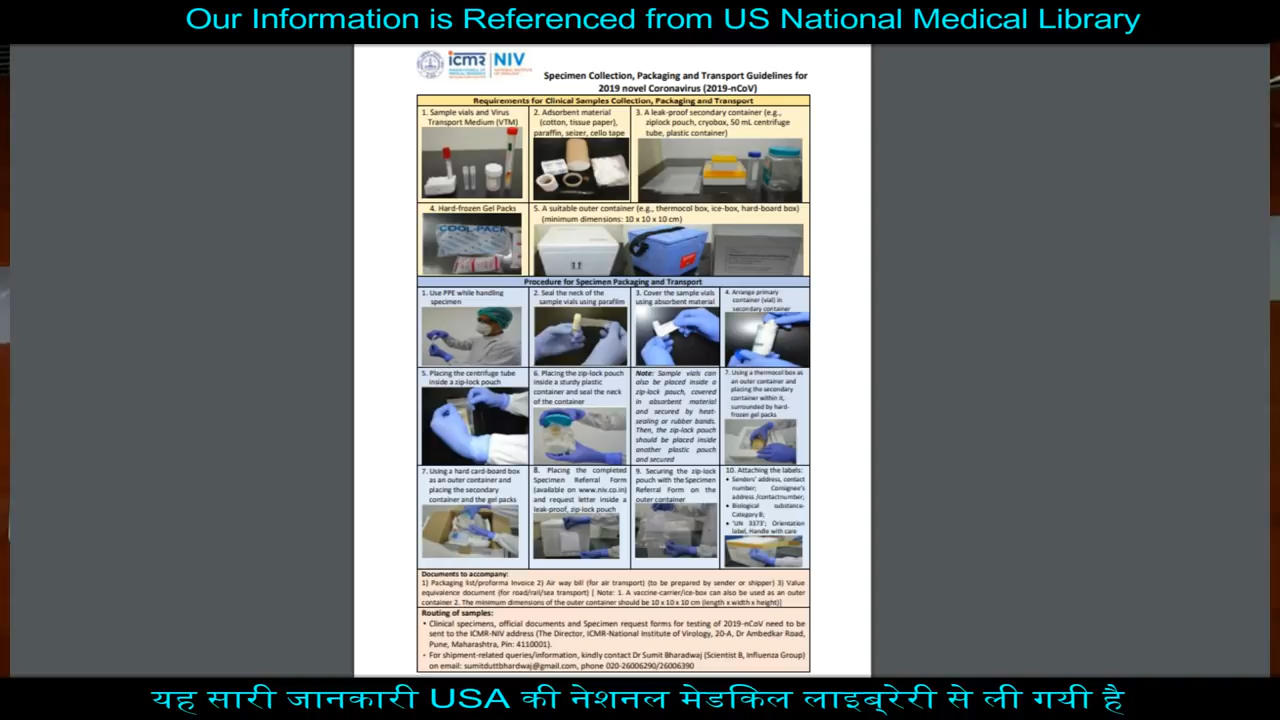 Our Information is Referenced from US National Medical Library
icmr NIV
Specimen Collection, Packaging and Transport Guidelines for
2019 novel Coronavirus (2019-nCoV)
Requirements for Clinical Samples Collection, Packaging and Transport
1. Sample vials and Virus
Transport Medium (VTM)
2. Adsorbent material
(cotton, tissue paper),
paraffin, seizer, cello tape
3. A leak-proof secondary container (e.g.,
ziplock pouch, cryobox, 50 mL centrifuge
tube, plastic container)
4. Hard-frozen Gel Packs
COOL-PACK
5. A suitable outer container (e.g., thermocol box, ice-box, hard-board box)
(minimum dimensions: 10 x 10 x 10 cm)
Procedure for Specimen Packaging and Transport
1. Use PPE while handling
specimen
2. Seal the neck of the
sample vials using parafilm
3. Cover the sample vials
using absorbent material
4. Arrange primary
container (vial) in
secondary container
5. Placing the centrifuge tube
inside a zip-lock pouch
6. Placing the zip-lock pouch
inside a sturdy plastic
container and seal the neck
of the container
Note: Sample vials can
also be placed inside a
zip-lock pouch, covered
in absorbent material
and secured by heat-
sealing or rubber bands.
Then, the zip-lock pouch
should be placed inside
another plastic pouch
and secured
7. Using a thermocol box as
an outer container and
placing the secondary
container within it,
surrounded by hard-
frozen gel packs
7. Using a hard card-board box
as an outer container and
placing the secondary
container and the gel packs
8. Placing the completed
Specimen Referral Form
(available on www.niv.co.in)
and request letter inside a
leak-proof, zip-lock pouch
9. Securing the zip-lock
pouch with the Specimen
Referral Form on the
outer container
10. Attaching the labels:
• Senders' address, contact
number; Consignee's
address /contactnumber;
• Biological substance-
Category B;
• 'UN 3373'; Orientation
label, Handle with care
Documents to accompany:
1) Packaging list/proforma Invoice 2) Air way bill (for air transport) (to be prepared by sender or shipper) 3) Value
equivalence document (for road/rail/sea transport) [ Note: 1. A vaccine-carrier/ice-box can also be used as an outer
container 2. The minimum dimensions of the outer container should be 10 x 10 x 10 cm (length x width x height)]
Routing of samples:
• Clinical specimens, official documents and Specimen request forms for testing of 2019-nCoV need to be
sent to the ICMR-NIV address (The Director, ICMR-National Institute of Virology, 20-A, Dr Ambedkar Road,
Pune, Maharashtra, Pin: 4110001).
• For shipment-related queries/information, kindly contact Dr Sumit Bharadwaj (Scientist B, Influenza Group)
on email: sumitduttbhardwaj@gmail.com, phone 020-26006290/26006390
यह सारी जानकारी USA की नेशनल मेडकिल लाइब्रेरी से ली गयी है